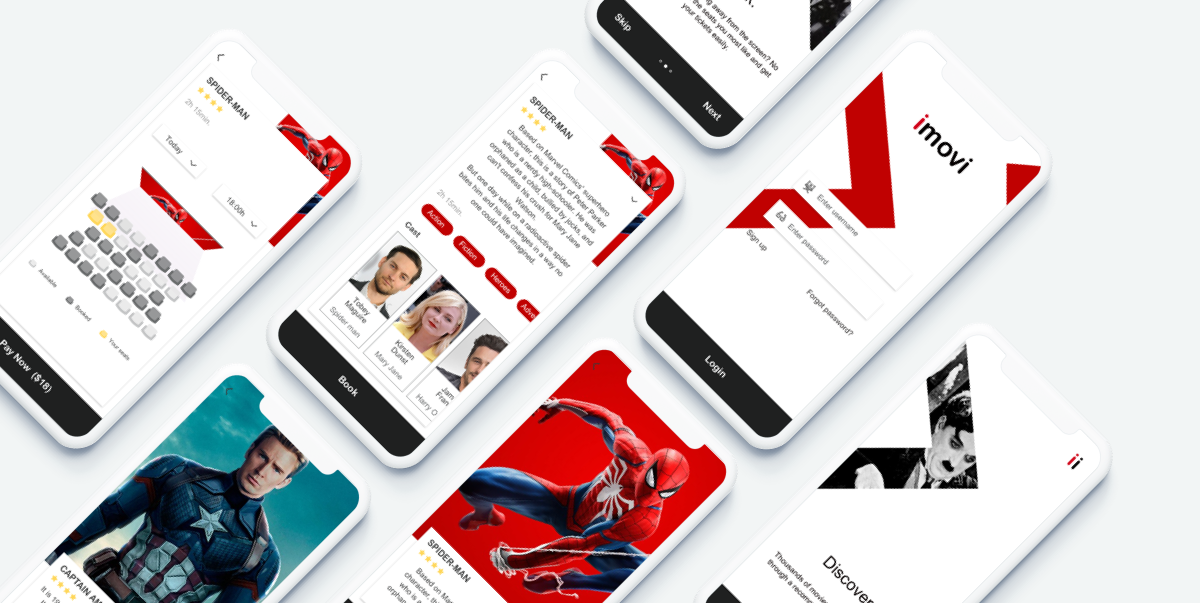 SPIDER-MAN
2h 15min
Today
18:00h
Available
Booked
Your seats
Pay Now ($18)
SPIDER-MAN
Based on Marvel Comics' superhero
character, this is a story of Peter Parker
who is a nerdy high-schooler. He was
orphaned as a child, bullied by jocks, and
can't confess his crush for Mary Jane
Watson.
But one day while on a radioactive spider
bites him and his life changes in a way no
one could have imagined.
2h 15min
Action
Fiction
Heroes
Adve
Cast
Tobey
Maguire
Spider man
Kirsten
Dunst
Mary Jane
Jam
Fran
Harry O
Book
ng away from the screen? No
the seats you most like and get
your tickets easily.
Skip
Next
imovi
Enter username
Enter password
Sign up
Forgot password?
Login
CAPTAIN AM
It is 19
SPIDER-MAN
Based on Mar
character, this
who is a
ii
Discover
Thousands of movie
through a recom